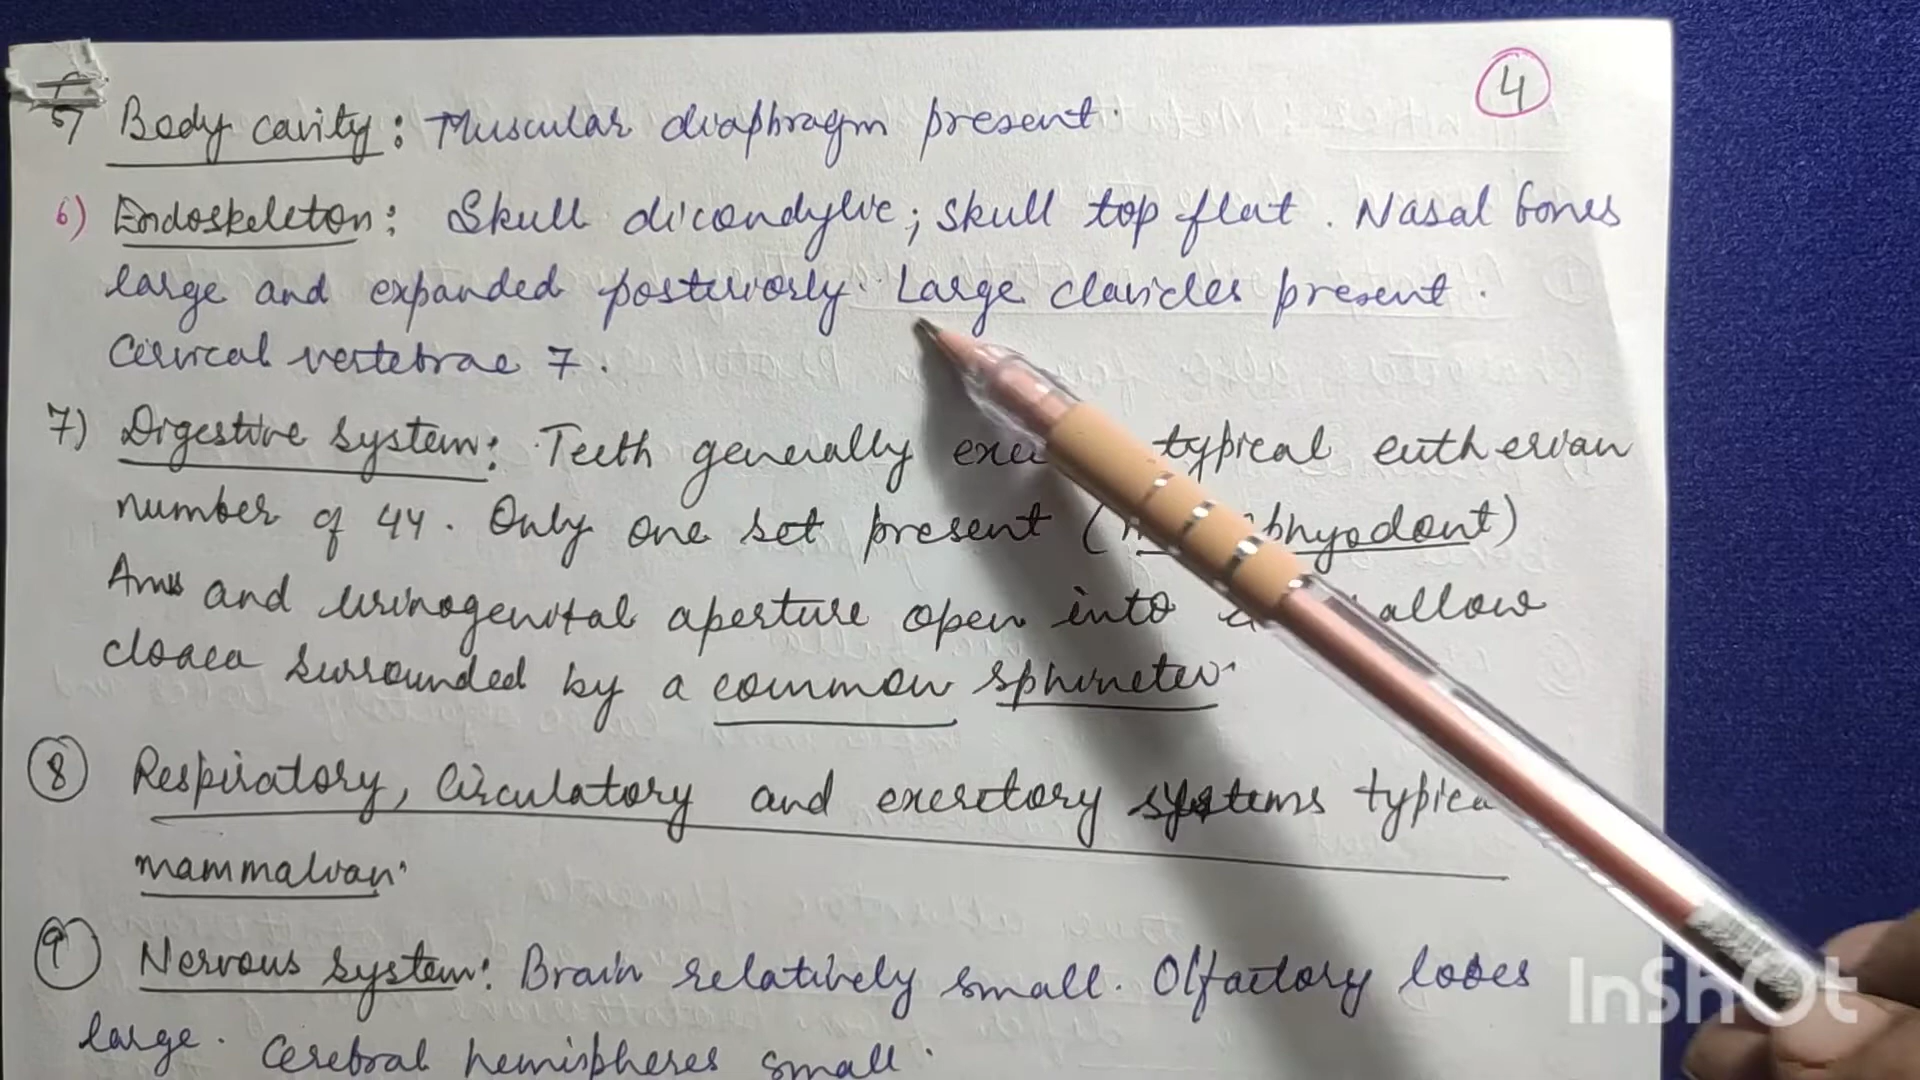 4
5) Body cavity: Muscular diaphragm present.
6) Endoskeleton: Skull dicondylic; skull top flat. Nasal bones
large and expanded posteriorly. Large clavicles present.
Cervical vertebrae 7.
7) Digestive system: Teeth generally typical eutherian
number of 44. Only one set present (
Anus and urinogenital aperture open into
cloaca surrounded by a common sphincter.
8 Respiratory, Circulatory and excretory systems
mammalian.
9 Nervous system: Brain relatively small. Olfactory lobes
large. Cerebral hemispheres small.
InShOt